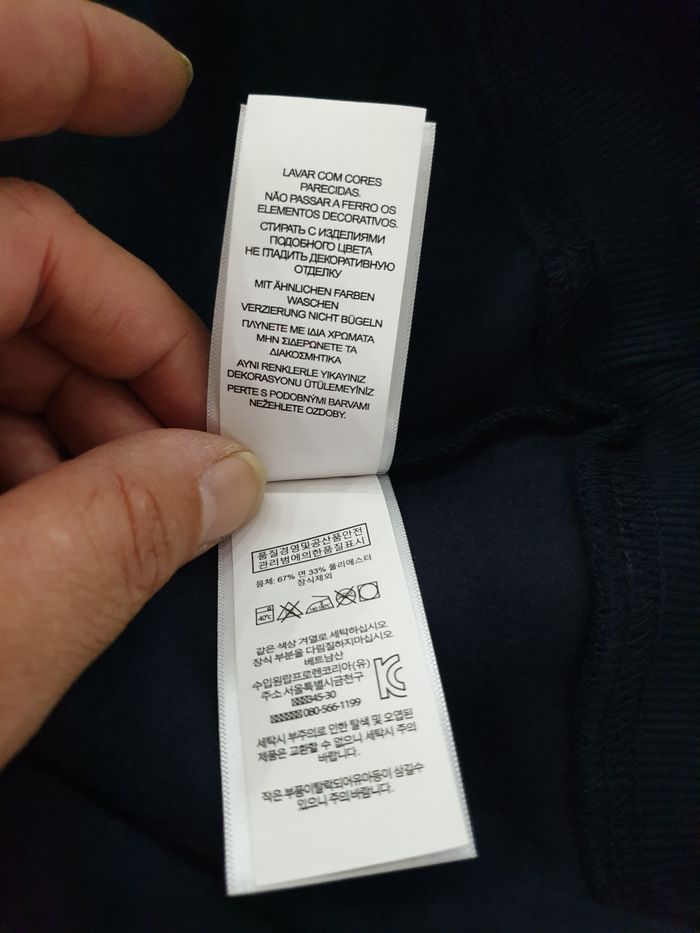 LAVAR COM CORES
PARECIDAS.
NÃO PASSAR A FERRO OS
ELEMENTOS DECORATIVOS.
СТИРАТЬ С ИЗДЕЛИЯМИ
ПОДОБНОГО ЦВЕТА
НЕ ГЛАДИТЬ ДЕКОРАТИВНУЮ
ОТДЕЛКУ
MIT ÄHNLICHEN FARBEN
WASCHEN
VERZIERUNG NICHT BÜGELN
ΠΛΥΝΕΤΕ ΜΕ ΙΔΙΑ ΧΡΩΜΑΤΑ
ΜΗΝ ΣΙΔΕΡΩΝΕΤΕ ΤΑ
ΔΙΑΚΟΣΜΗΤΙΚΑ
AYNI RENKLERLE YIKAYINIZ.
DEKORASYONU ÜTÜLEMEYİNİZ
PERTE S PODOBNÝMI BARVAMI
NEŽEHLETE OZDOBY.
품질경영및공산품안전
관리법에의한품질표시
몸체: 67% 면 33% 폴리에스터
장식제외
40℃
같은 색상 겨열로 세탁하십시오
장식 부분을 다림질하지마십시오
베트남산
수입원랍프로렌코리아(유)
주소 서울특별시금천구
345-30
080-566-1199
세탁시 부주의로 인한 탈색 및 오염된
제품은 교환할 수 없으니 세탁시 주의
바랍니다.
작은 부품이탈락되어유아동이 삼길수
있으니 주의 바랍니다.